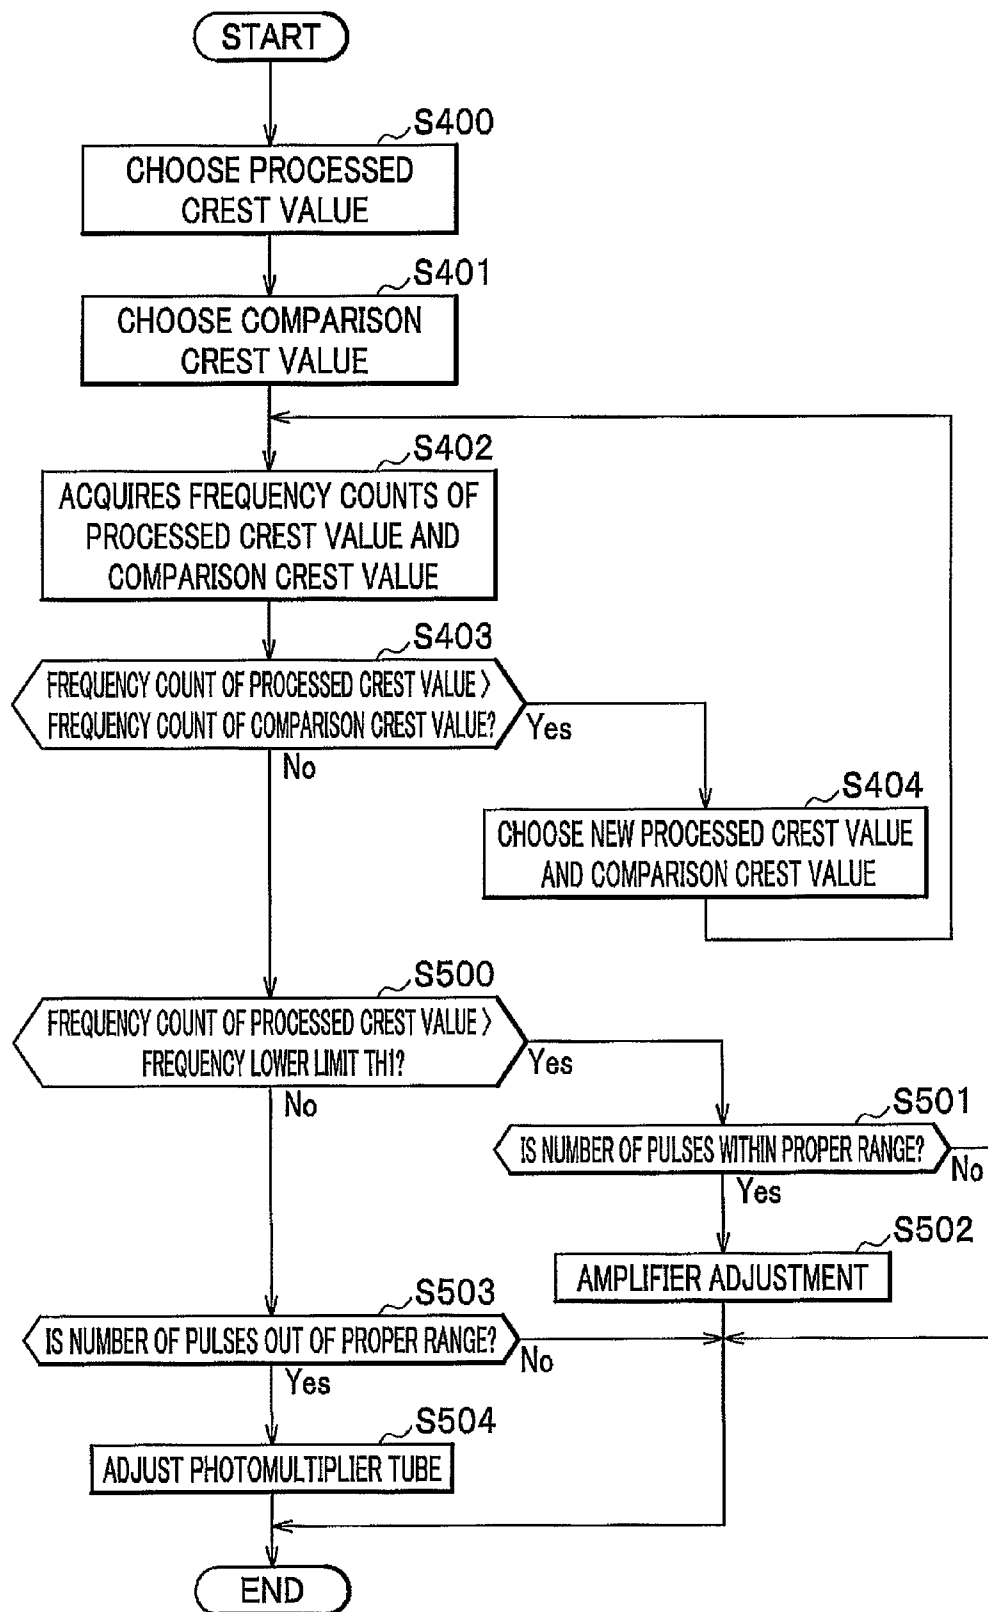 START
S400
CHOOSE PROCESSED
CREST VALUE
S401
CHOOSE COMPARISON
CREST VALUE
S402
ACQUIRES FREQUENCY COUNTS OF
PROCESSED CREST VALUE AND
COMPARISON CREST VALUE
S403
FREQUENCY COUNT OF PROCESSED CREST VALUE >
FREQUENCY COUNT OF COMPARISON CREST VALUE?
Yes
No
S404
CHOOSE NEW PROCESSED CREST VALUE
AND COMPARISON CREST VALUE
S500
FREQUENCY COUNT OF PROCESSED CREST VALUE >
FREQUENCY LOWER LIMIT TH1?
Yes
No
S501
IS NUMBER OF PULSES WITHIN PROPER RANGE?
No
Yes
S502
AMPLIFIER ADJUSTMENT
S503
IS NUMBER OF PULSES OUT OF PROPER RANGE?
No
Yes
S504
ADJUST PHOTOMULTIPLIER TUBE
END